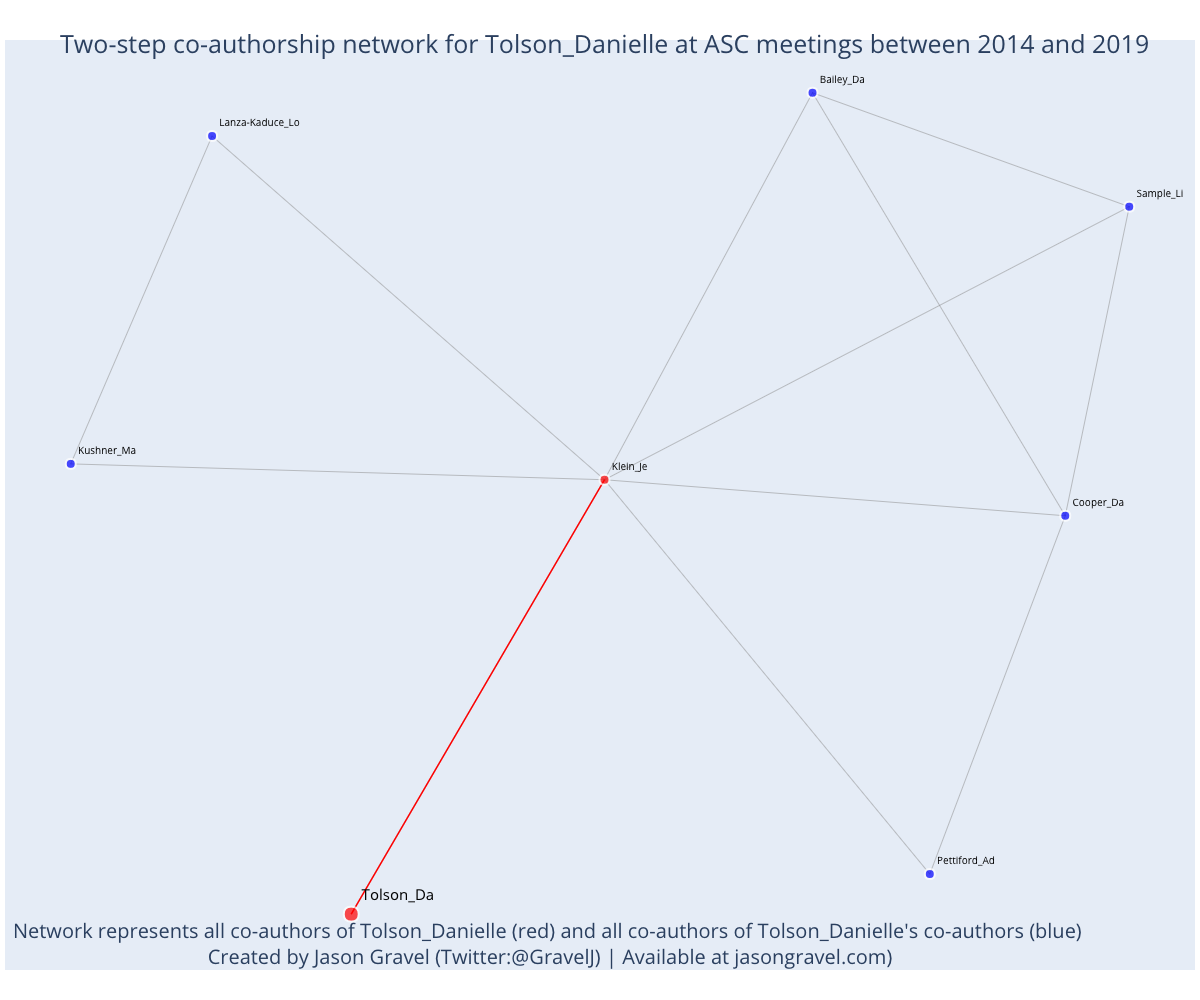 Two-step co-authorship network for Tolson_Danielle at ASC meetings between 2014 and 2019
Bailey_Da
Lanza-Kaduce_Lo
Sample_Li
Kushner_Ma
Klein_Je
Cooper_Da
Pettiford_Ad
Tolson_Da
Network represents all co-authors of Tolson_Danielle (red) and all co-authors of Tolson_Danielle's co-authors (blue)
Created by Jason Gravel (Twitter:@GravelJ) | Available at jasongravel.com)